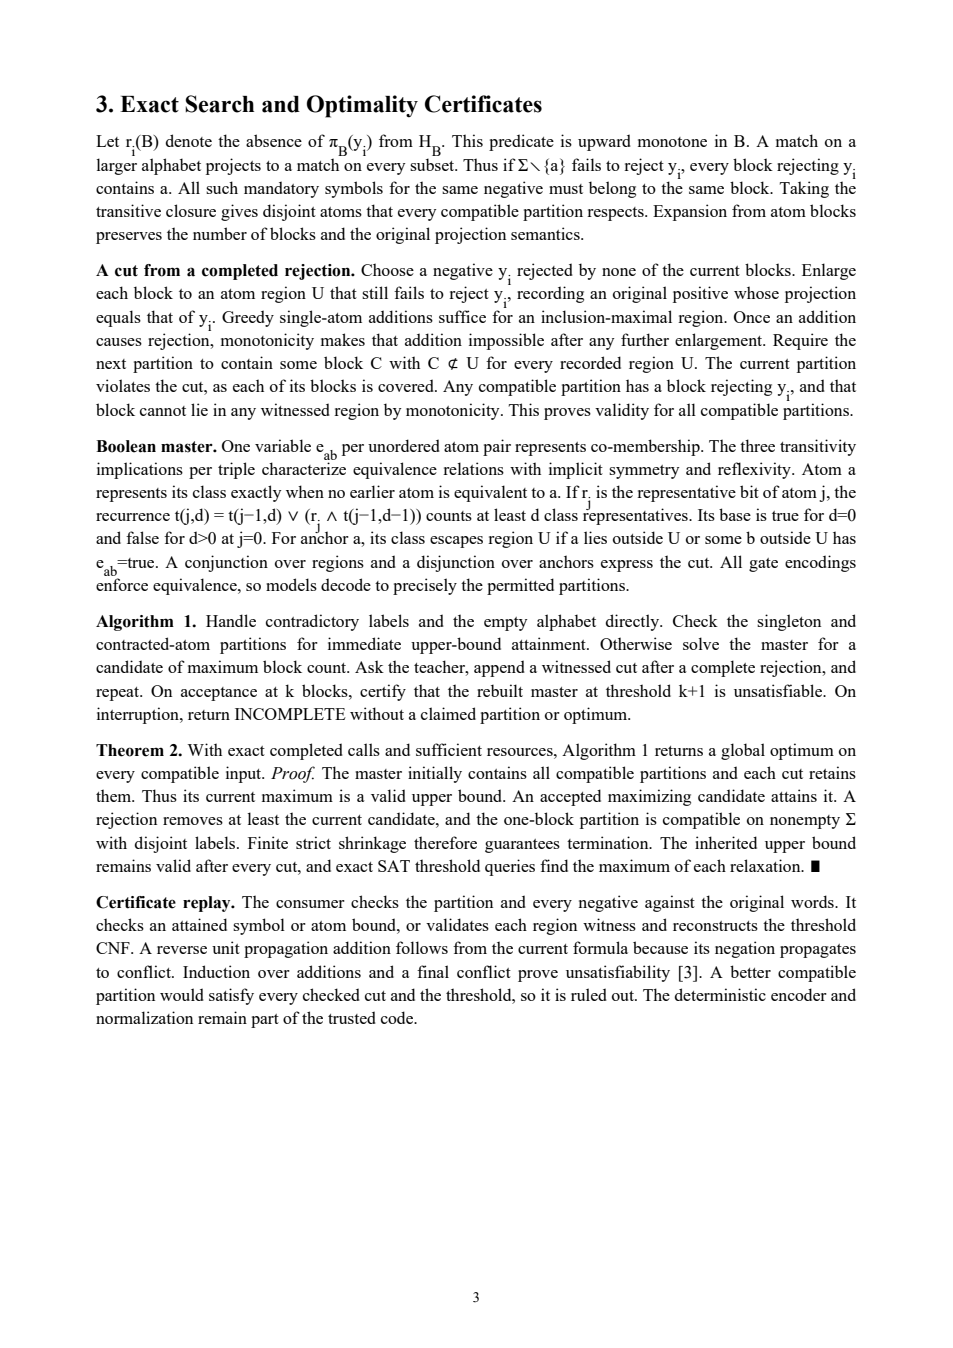 3. Exact Search and Optimality Certificates
Let rᵢ(B) denote the absence of π_B(yᵢ) from H_B. This predicate is upward monotone in B. A match on a
larger alphabet projects to a match on every subset. Thus if Σ∖{a} fails to reject yᵢ, every block rejecting yᵢ
contains a. All such mandatory symbols for the same negative must belong to the same block. Taking the
transitive closure gives disjoint atoms that every compatible partition respects. Expansion from atom blocks
preserves the number of blocks and the original projection semantics.
A cut from a completed rejection. Choose a negative yᵢ rejected by none of the current blocks. Enlarge
each block to an atom region U that still fails to reject yᵢ, recording an original positive whose projection
equals that of yᵢ. Greedy single-atom additions suffice for an inclusion-maximal region. Once an addition
causes rejection, monotonicity makes that addition impossible after any further enlargement. Require the
next partition to contain some block C with C ⊄ U for every recorded region U. The current partition
violates the cut, as each of its blocks is covered. Any compatible partition has a block rejecting yᵢ, and that
block cannot lie in any witnessed region by monotonicity. This proves validity for all compatible partitions.
Boolean master. One variable e_ab per unordered atom pair represents co-membership. The three transitivity
implications per triple characterize equivalence relations with implicit symmetry and reflexivity. Atom a
represents its class exactly when no earlier atom is equivalent to a. If rⱼ is the representative bit of atom j, the
recurrence t(j,d) = t(j−1,d) ∨ (rⱼ ∧ t(j−1,d−1)) counts at least d class representatives. Its base is true for d=0
and false for d>0 at j=0. For anchor a, its class escapes region U if a lies outside U or some b outside U has
e_ab=true. A conjunction over regions and a disjunction over anchors express the cut. All gate encodings
enforce equivalence, so models decode to precisely the permitted partitions.
Algorithm 1. Handle contradictory labels and the empty alphabet directly. Check the singleton and
contracted-atom partitions for immediate upper-bound attainment. Otherwise solve the master for a
candidate of maximum block count. Ask the teacher, append a witnessed cut after a complete rejection, and
repeat. On acceptance at k blocks, certify that the rebuilt master at threshold k+1 is unsatisfiable. On
interruption, return INCOMPLETE without a claimed partition or optimum.
Theorem 2. With exact completed calls and sufficient resources, Algorithm 1 returns a global optimum on
every compatible input. Proof. The master initially contains all compatible partitions and each cut retains
them. Thus its current maximum is a valid upper bound. An accepted maximizing candidate attains it. A
rejection removes at least the current candidate, and the one-block partition is compatible on nonempty Σ
with disjoint labels. Finite strict shrinkage therefore guarantees termination. The inherited upper bound
remains valid after every cut, and exact SAT threshold queries find the maximum of each relaxation. ∎
Certificate replay. The consumer checks the partition and every negative against the original words. It
checks an attained symbol or atom bound, or validates each region witness and reconstructs the threshold
CNF. A reverse unit propagation addition follows from the current formula because its negation propagates
to conflict. Induction over additions and a final conflict prove unsatisfiability [3]. A better compatible
partition would satisfy every checked cut and the threshold, so it is ruled out. The deterministic encoder and
normalization remain part of the trusted code.
3